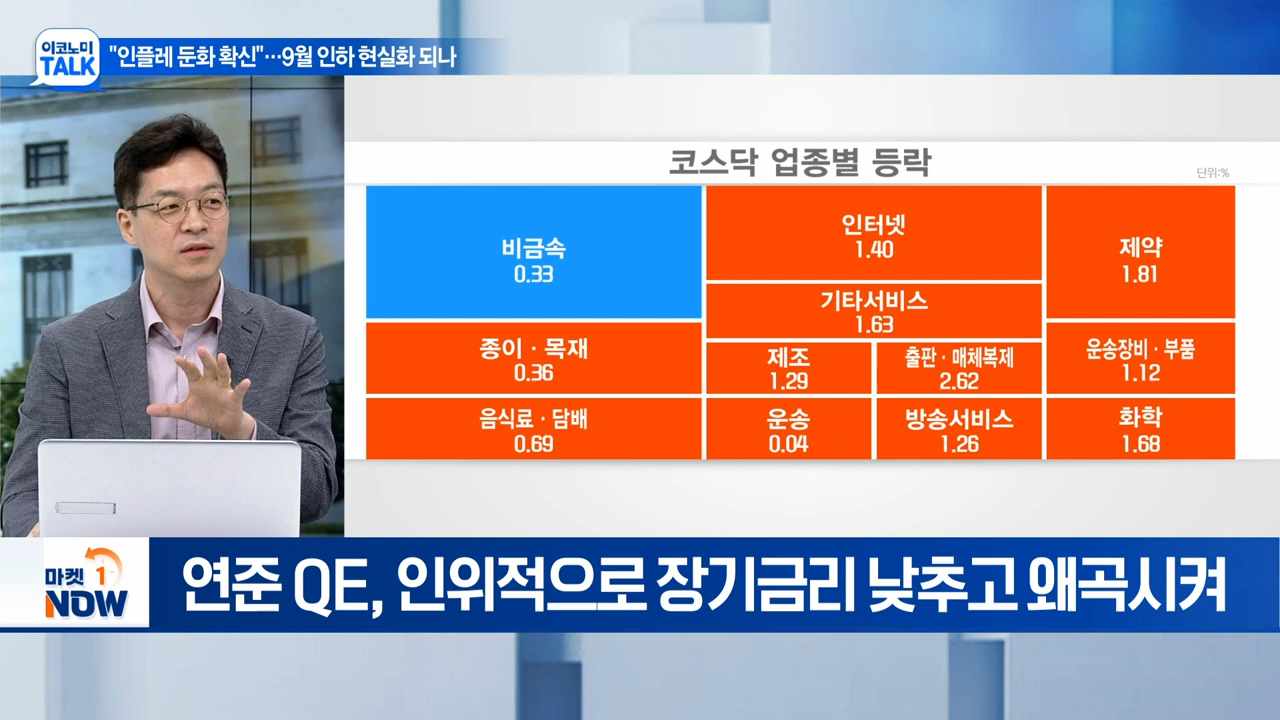 이코노미
TALK
"인플레 둔화 확신"…9월 인하 현실화 되나
코스닥 업종별 등락
단위:%
비금속
0.33
종이·목재
0.36
음식료·담배
0.69
인터넷
1.40
기타서비스
1.63
제조
1.29
출판·매체복제
2.62
운송
0.04
방송서비스
1.26
제약
1.81
운송장비·부품
1.12
화학
1.68
마켓 1
NOW
연준 QE, 인위적으로 장기금리 낮추고 왜곡시켜